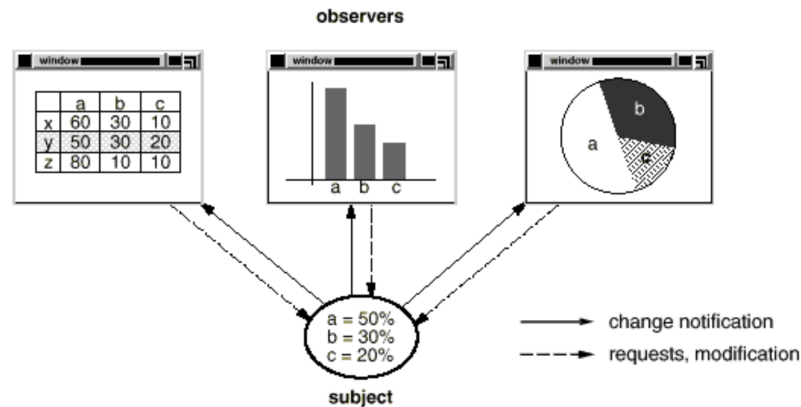 observers
window
a b c
x 60 30 10
y 50 30 20
z 80 10 10
window
a b c
window
b
a
c
a = 50%
b = 30%
c = 20%
subject
change notification
requests, modification